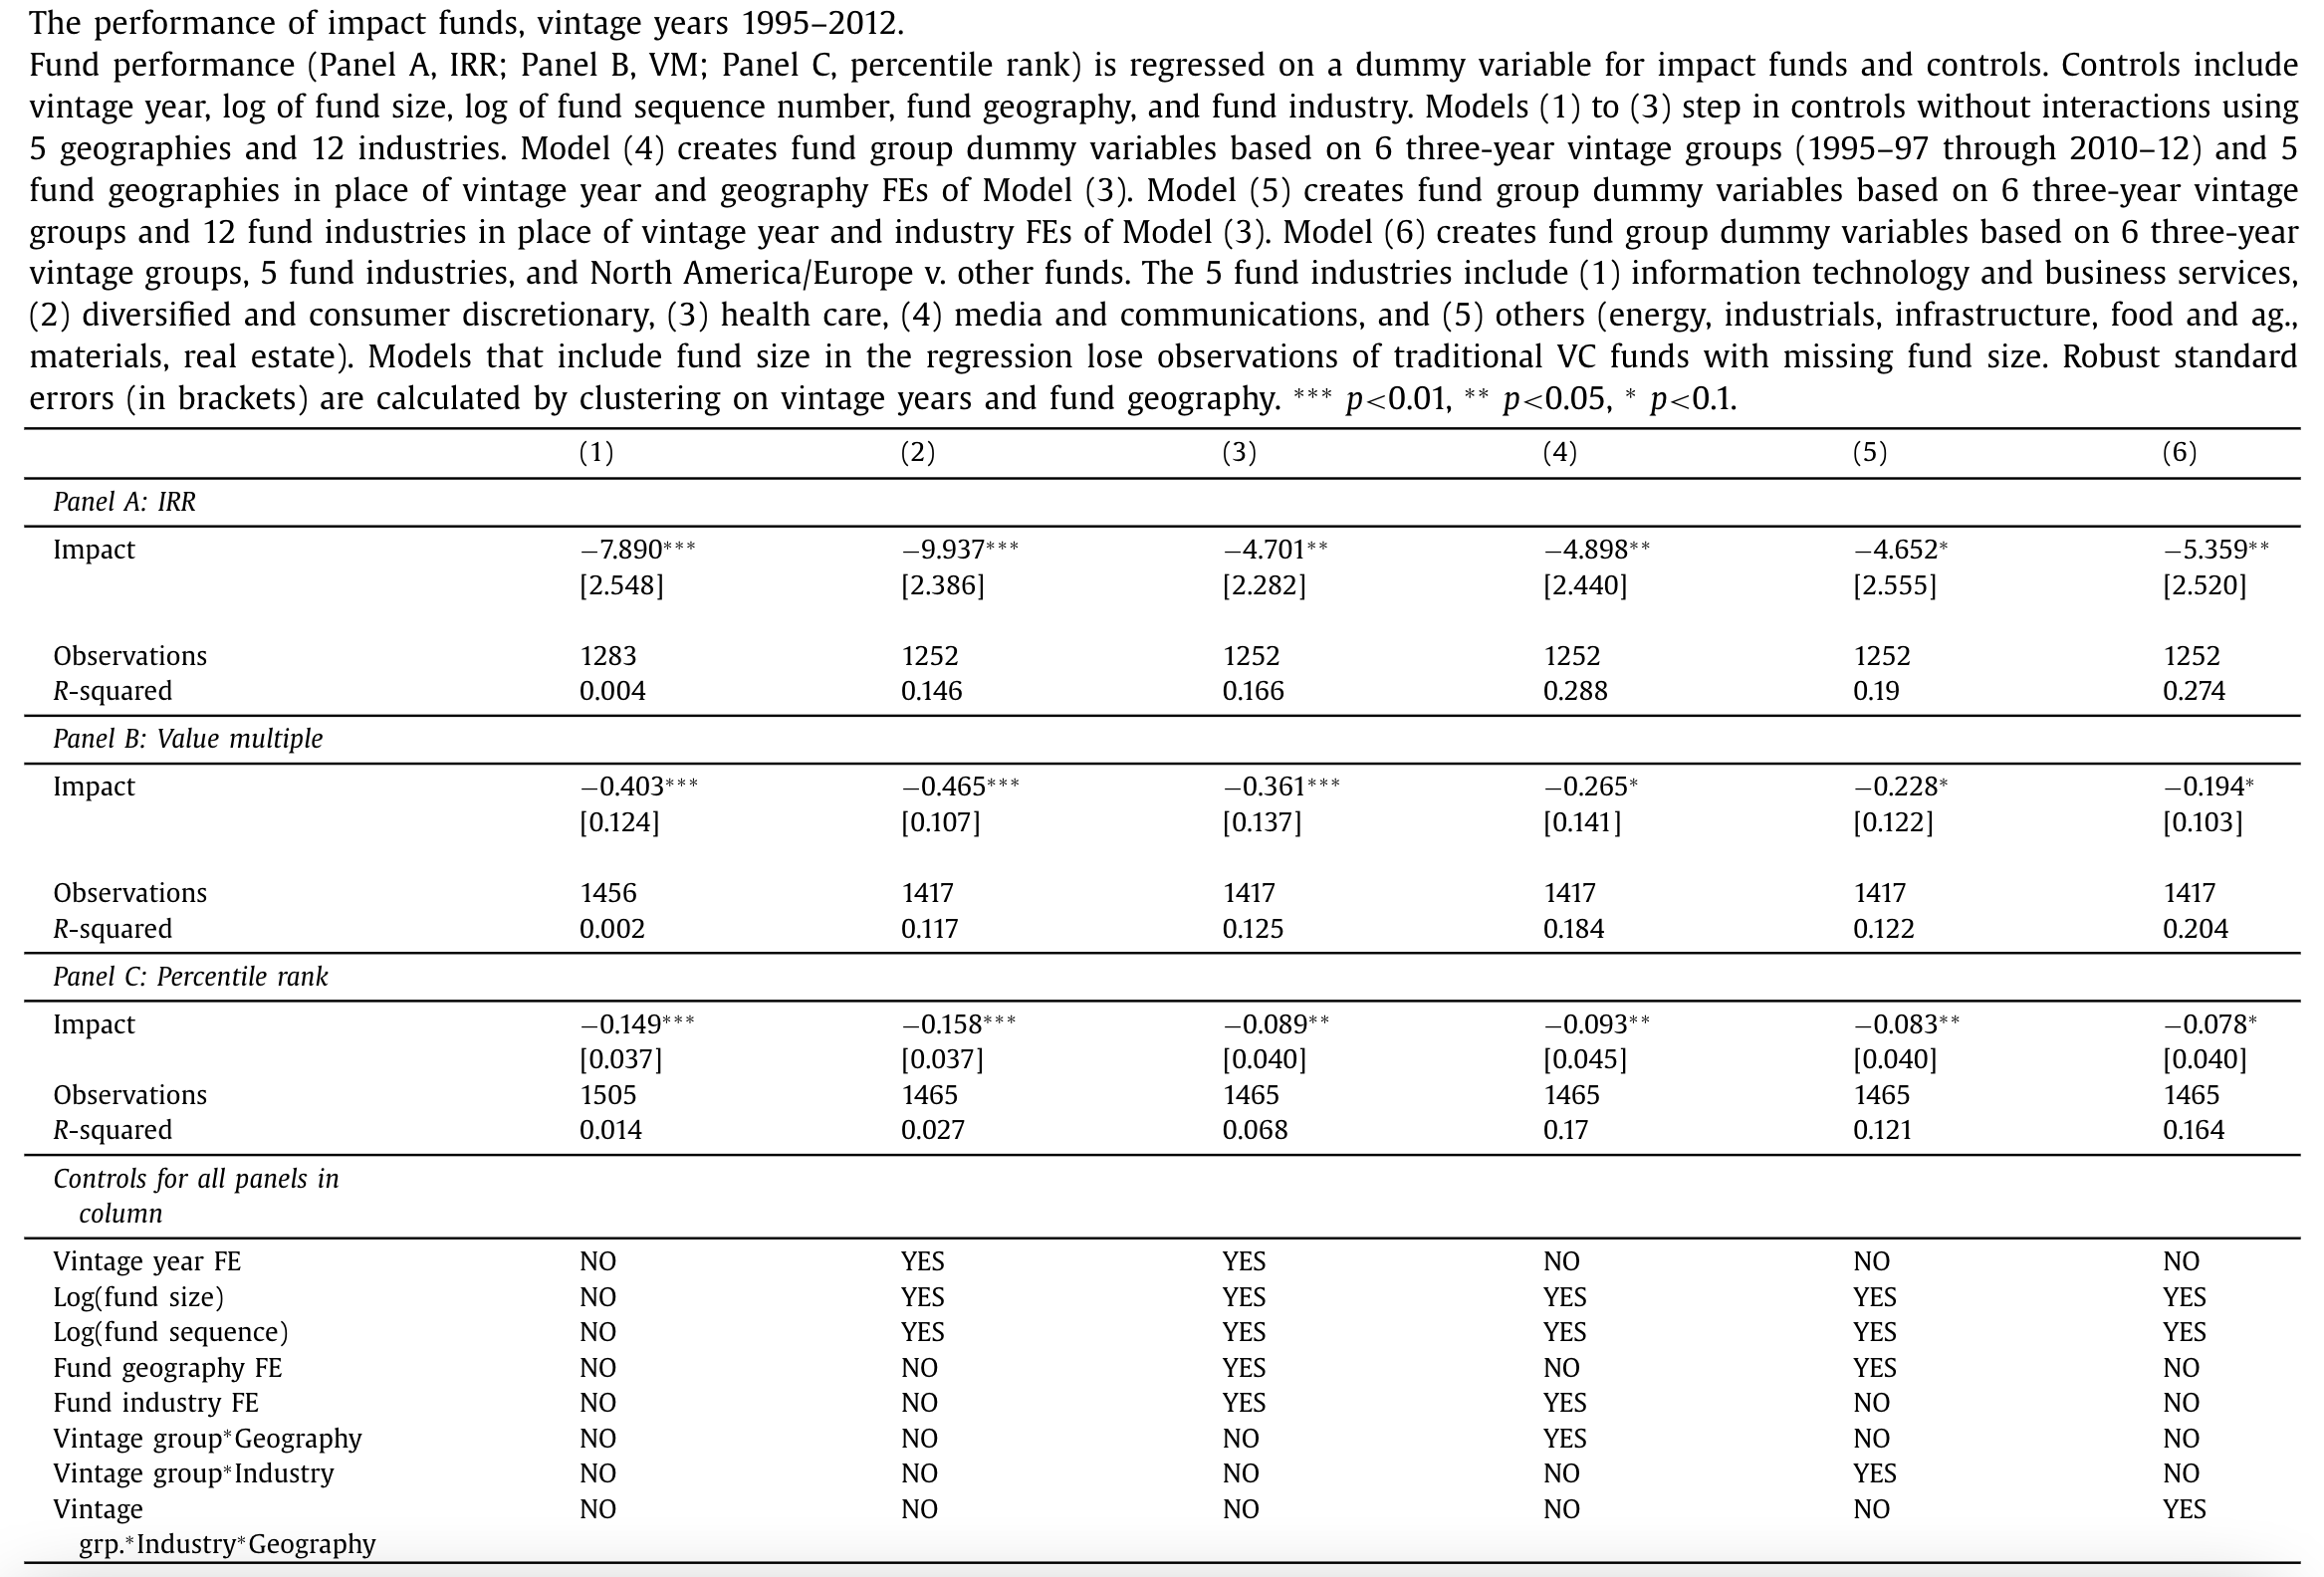 The performance of impact funds, vintage years 1995–2012.
Fund performance (Panel A, IRR; Panel B, VM; Panel C, percentile rank) is regressed on a dummy variable for impact funds and controls. Controls include
vintage year, log of fund size, log of fund sequence number, fund geography, and fund industry. Models (1) to (3) step in controls without interactions using
5 geographies and 12 industries. Model (4) creates fund group dummy variables based on 6 three-year vintage groups (1995–97 through 2010–12) and 5
fund geographies in place of vintage year and geography FEs of Model (3). Model (5) creates fund group dummy variables based on 6 three-year vintage
groups and 12 fund industries in place of vintage year and industry FEs of Model (3). Model (6) creates fund group dummy variables based on 6 three-year
vintage groups, 5 fund industries, and North America/Europe v. other funds. The 5 fund industries include (1) information technology and business services,
(2) diversified and consumer discretionary, (3) health care, (4) media and communications, and (5) others (energy, industrials, infrastructure, food and ag.,
materials, real estate). Models that include fund size in the regression lose observations of traditional VC funds with missing fund size. Robust standard
errors (in brackets) are calculated by clustering on vintage years and fund geography. *** p<0.01, ** p<0.05, * p<0.1.
(1) (2) (3) (4) (5) (6)
Panel A: IRR
Impact −7.890*** −9.937*** −4.701** −4.898** −4.652* −5.359**
[2.548] [2.386] [2.282] [2.440] [2.555] [2.520]
Observations 1283 1252 1252 1252 1252 1252
R-squared 0.004 0.146 0.166 0.288 0.19 0.274
Panel B: Value multiple
Impact −0.403*** −0.465*** −0.361*** −0.265* −0.228* −0.194*
[0.124] [0.107] [0.137] [0.141] [0.122] [0.103]
Observations 1456 1417 1417 1417 1417 1417
R-squared 0.002 0.117 0.125 0.184 0.122 0.204
Panel C: Percentile rank
Impact −0.149*** −0.158*** −0.089** −0.093** −0.083** −0.078*
[0.037] [0.037] [0.040] [0.045] [0.040] [0.040]
Observations 1505 1465 1465 1465 1465 1465
R-squared 0.014 0.027 0.068 0.17 0.121 0.164
Controls for all panels in
column
Vintage year FE NO YES YES NO NO NO
Log(fund size) NO YES YES YES YES YES
Log(fund sequence) NO YES YES YES YES YES
Fund geography FE NO NO YES NO YES NO
Fund industry FE NO NO YES YES NO NO
Vintage group*Geography NO NO NO YES NO NO
Vintage group*Industry NO NO NO NO YES NO
Vintage NO NO NO NO NO YES
grp.*Industry*Geography